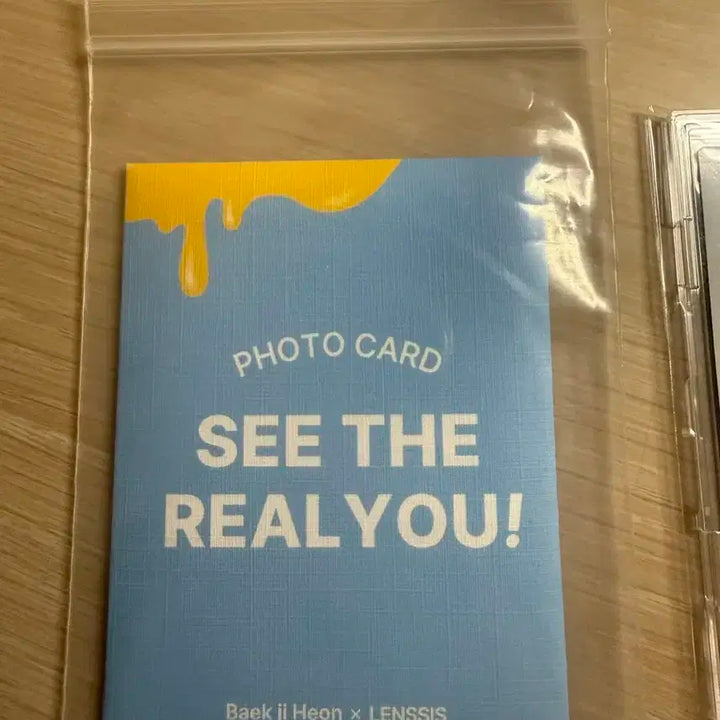 PHOTO CARD
SEE THE
REALYOU!
Baek ji Heon × LENSSIS